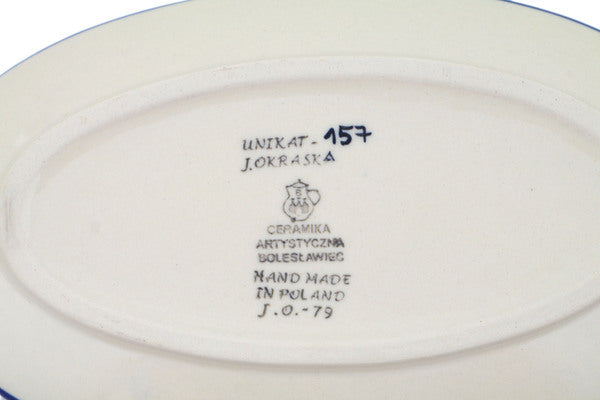 UNIKAT - 157
J.OKRASKA
B
CERAMIKA
ARTYSTYCZNA
BOLESŁAWIEC
HAND MADE
IN POLAND
J.O.-79